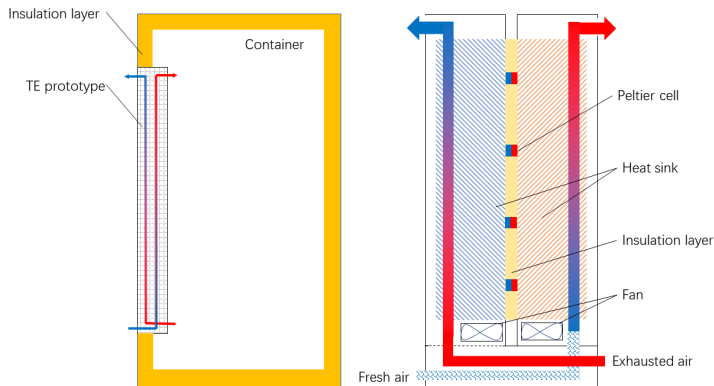 Insulation layer
Container
TE prototype
Peltier cell
Heat sink
Insulation layer
Fan
Exhausted air
Fresh air